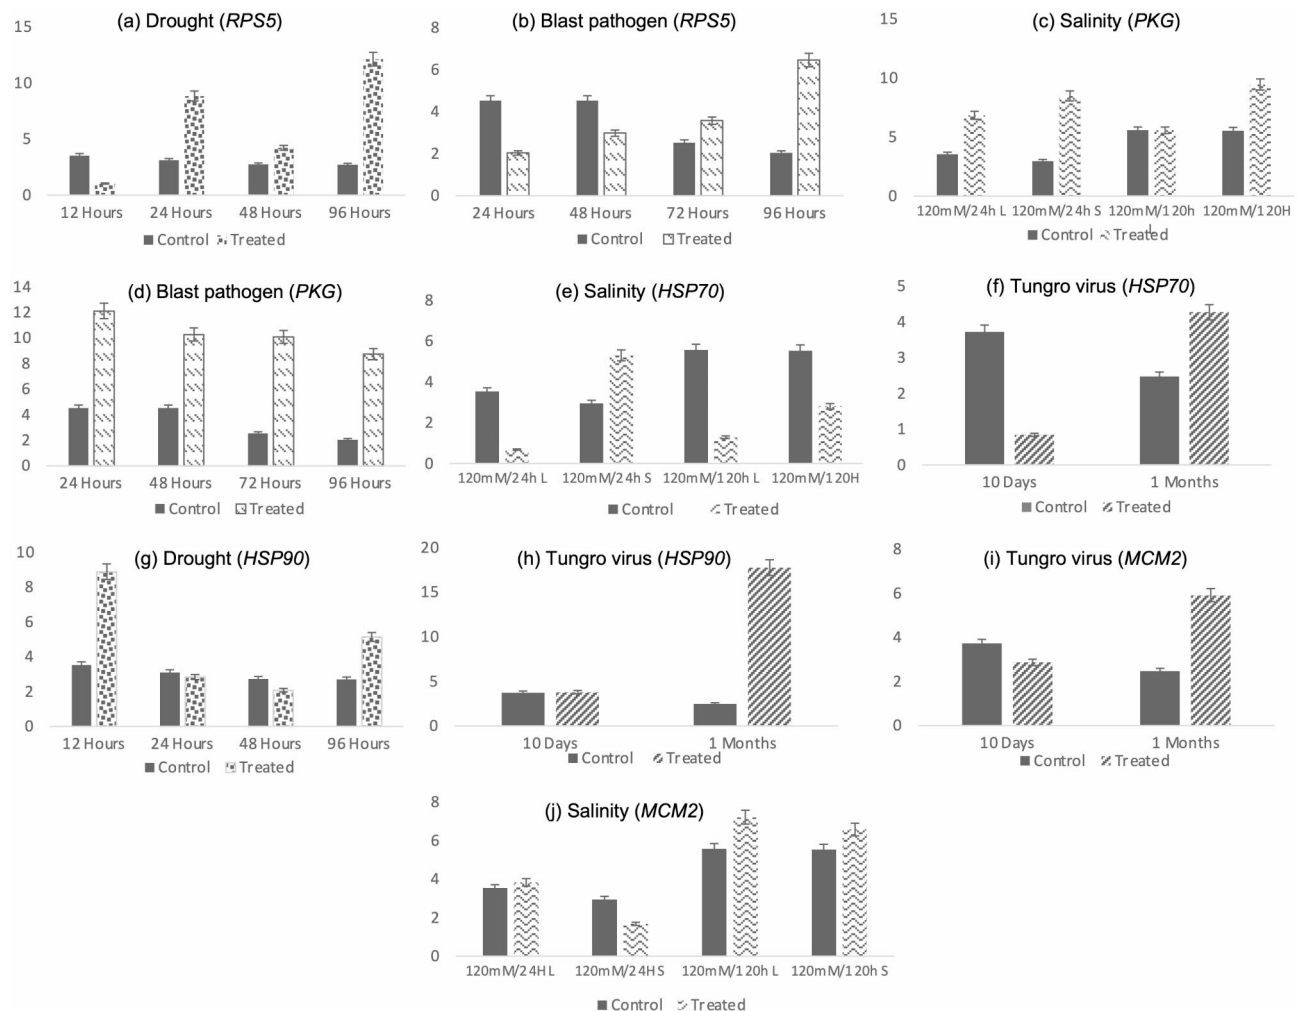 (a) Drought (RPS5)
15
10
5
0
12 Hours 24 Hours 48 Hours 96 Hours
Control Treated
(b) Blast pathogen (RPS5)
8
6
4
2
0
24 Hours 48 Hours 72 Hours 96 Hours
Control Treated
(c) Salinity (PKG)
15
10
5
0
120mM/24h L 120mM/24h S 120mM/120h L 120mM/120H
Control Treated
(d) Blast pathogen (PKG)
14
12
10
8
6
4
2
0
24 Hours 48 Hours 72 Hours 96 Hours
Control Treated
(e) Salinity (HSP70)
8
6
4
2
0
120mM/24h L 120mM/24h S 120mM/120h L 120mM/120H
Control Treated
(f) Tungro virus (HSP70)
5
4
3
2
1
0
10 Days 1 Months
Control Treated
(g) Drought (HSP90)
10
8
6
4
2
0
12 Hours 24 Hours 48 Hours 96 Hours
Control Treated
(h) Tungro virus (HSP90)
20
15
10
5
0
10 Days 1 Months
Control Treated
(i) Tungro virus (MCM2)
8
6
4
2
0
10 Days 1 Months
Control Treated
(j) Salinity (MCM2)
8
6
4
2
0
120mM/24H L 120mM/24H S 120mM/120h L 120mM/120h S
Control Treated